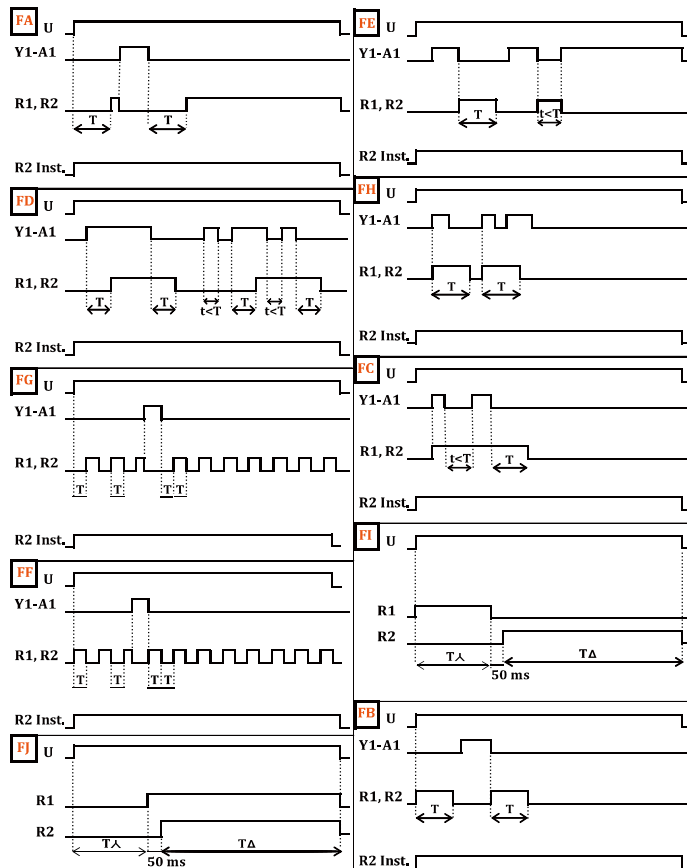 FA
U
Y1-A1
R1, R2
T
T
R2 Inst.
FD
U
Y1-A1
R1, R2
T
T
t<T
T
t<T
T
R2 Inst.
FG
U
Y1-A1
R1, R2
T
T
T
T
R2 Inst.
FF
U
Y1-A1
R1, R2
T
T
T
T
R2 Inst.
FJ
U
R1
R2
T⅄
TΔ
50 ms
FE
U
Y1-A1
R1, R2
T
t<T
R2 Inst.
FH
U
Y1-A1
R1, R2
T
T
R2 Inst.
FC
U
Y1-A1
R1, R2
t<T
T
R2 Inst.
FI
U
R1
R2
T⅄
TΔ
50 ms
FB
U
Y1-A1
R1, R2
T
T
R2 Inst.